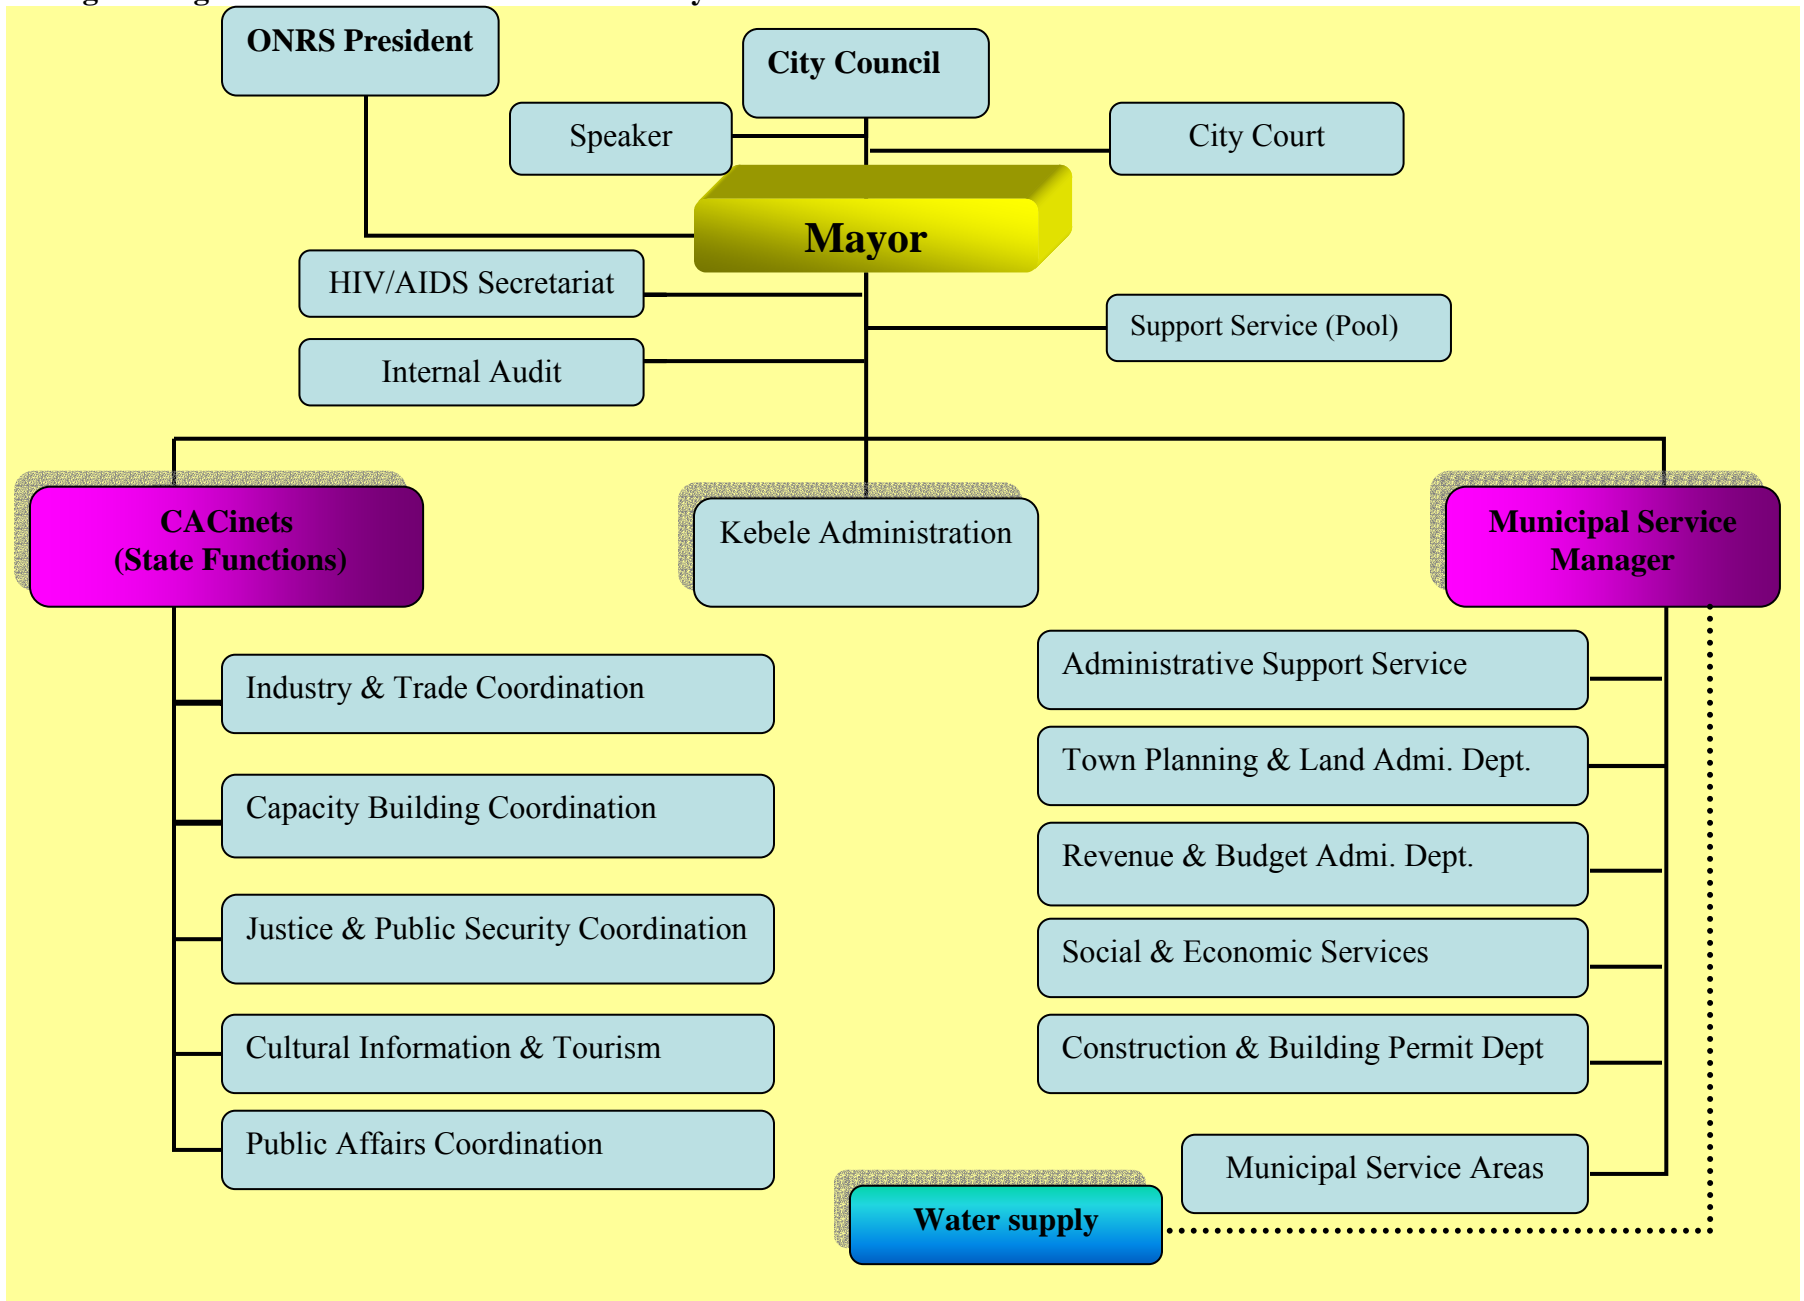 ONRS President
City Council
Speaker
City Court
Mayor
HIV/AIDS Secretariat
Support Service (Pool)
Internal Audit
CACinets
(State Functions)
Kebele Administration
Municipal Service
Manager
Industry & Trade Coordination
Capacity Building Coordination
Justice & Public Security Coordination
Cultural Information & Tourism
Public Affairs Coordination
Administrative Support Service
Town Planning & Land Admi. Dept.
Revenue & Budget Admi. Dept.
Social & Economic Services
Construction & Building Permit Dept
Municipal Service Areas
Water supply